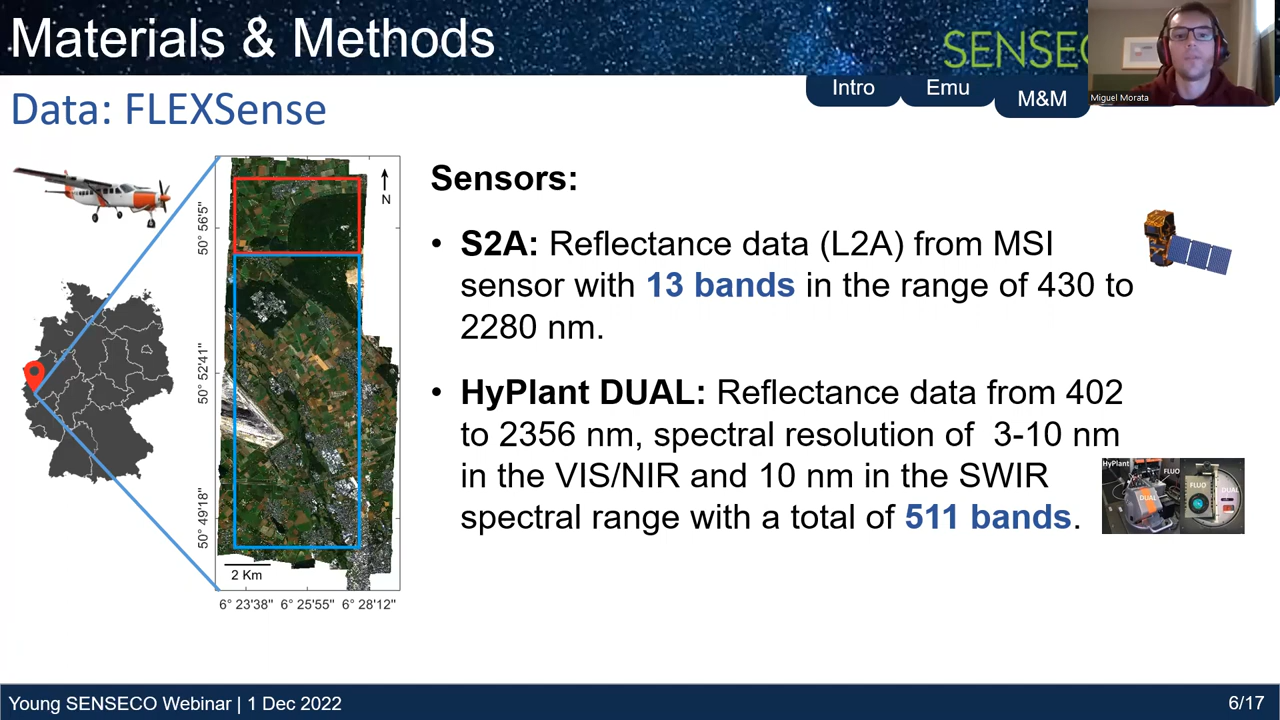 Materials & Methods
SENSEC
Intro
Emu
M&M
Miguel Morata
Data: FLEXSense
N
50° 56'5"
50° 52'41"
50° 49'18"
2 Km
6° 23'38" 6° 25'55" 6° 28'12"
Sensors:
• S2A: Reflectance data (L2A) from MSI
sensor with 13 bands in the range of 430 to
2280 nm.
• HyPlant DUAL: Reflectance data from 402
to 2356 nm, spectral resolution of 3-10 nm
in the VIS/NIR and 10 nm in the SWIR
spectral range with a total of 511 bands.
HyPlant
FLUO
DUAL
FLUO
DUAL
Young SENSECO Webinar | 1 Dec 2022
6/17